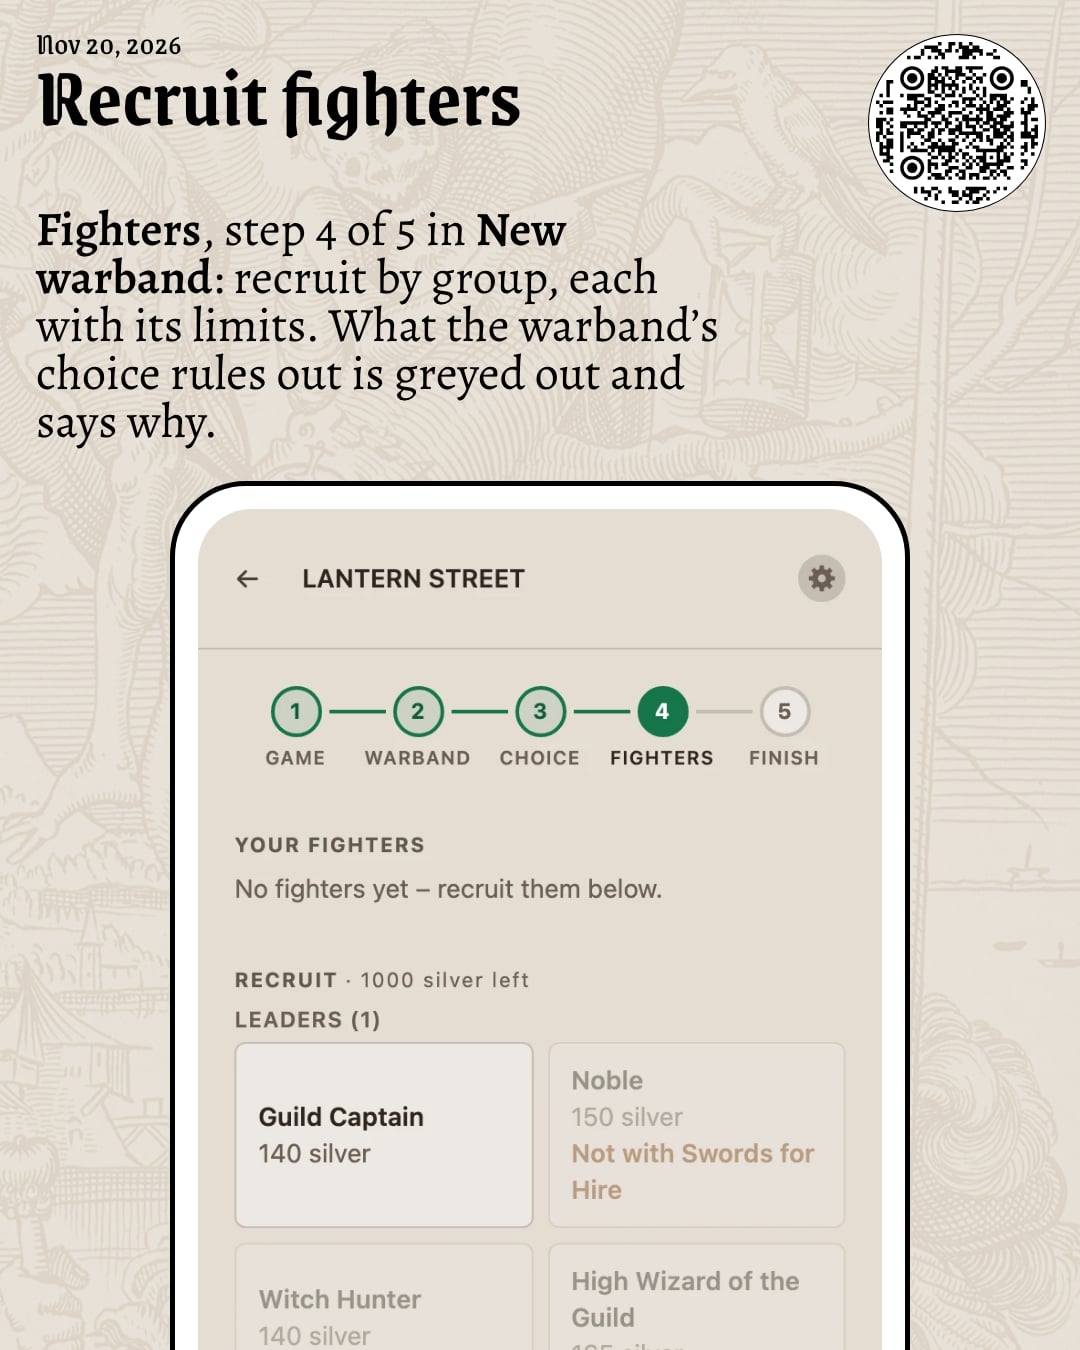 Nov 20, 2026
Recruit fighters
Fighters, step 4 of 5 in New
warband: recruit by group, each
with its limits. What the warband’s
choice rules out is greyed out and
says why.
← LANTERN STREET
1 2 3 4 5
GAME WARBAND CHOICE FIGHTERS FINISH
YOUR FIGHTERS
No fighters yet – recruit them below.
RECRUIT · 1000 silver left
LEADERS (1)
Guild Captain
140 silver
Noble
150 silver
Not with Swords for
Hire
Witch Hunter
140 silver
High Wizard of the
Guild